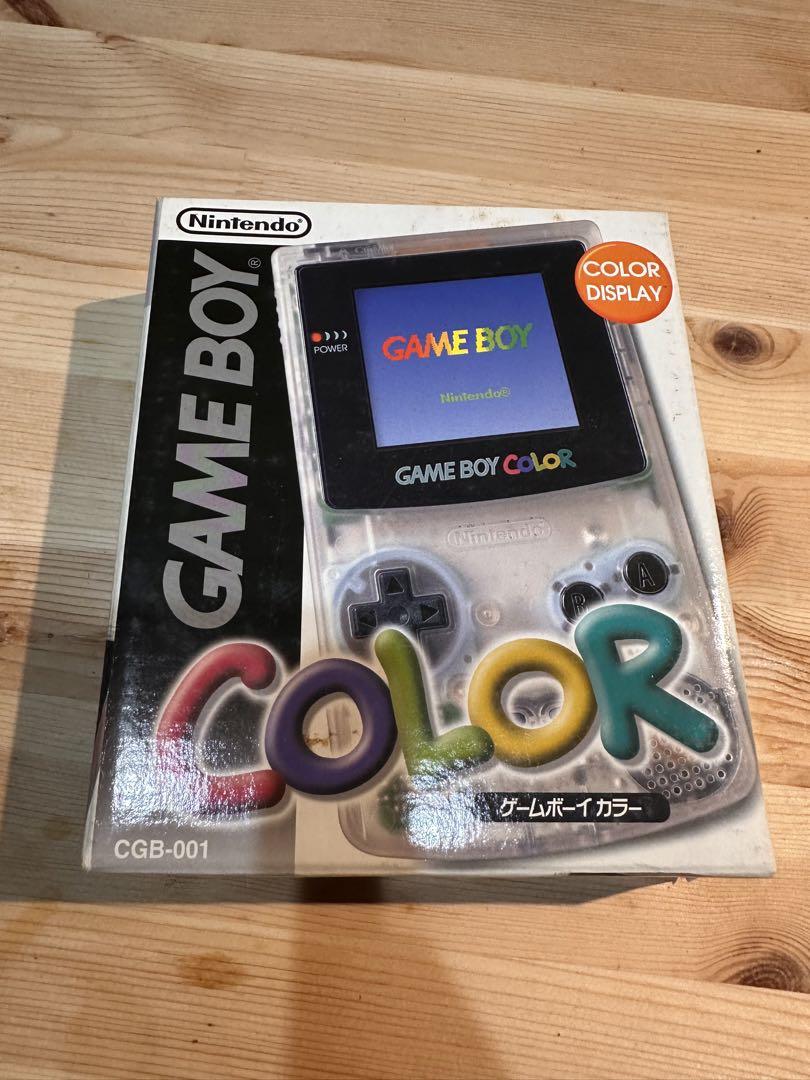 Nintendo®
GAME BOY®
COLOR
DISPLAY
POWER
GAME BOY
Nintendo®
GAME BOY COLOR
Nintendo
B
A
COLOR
ゲームボーイ カラー
CGB-001